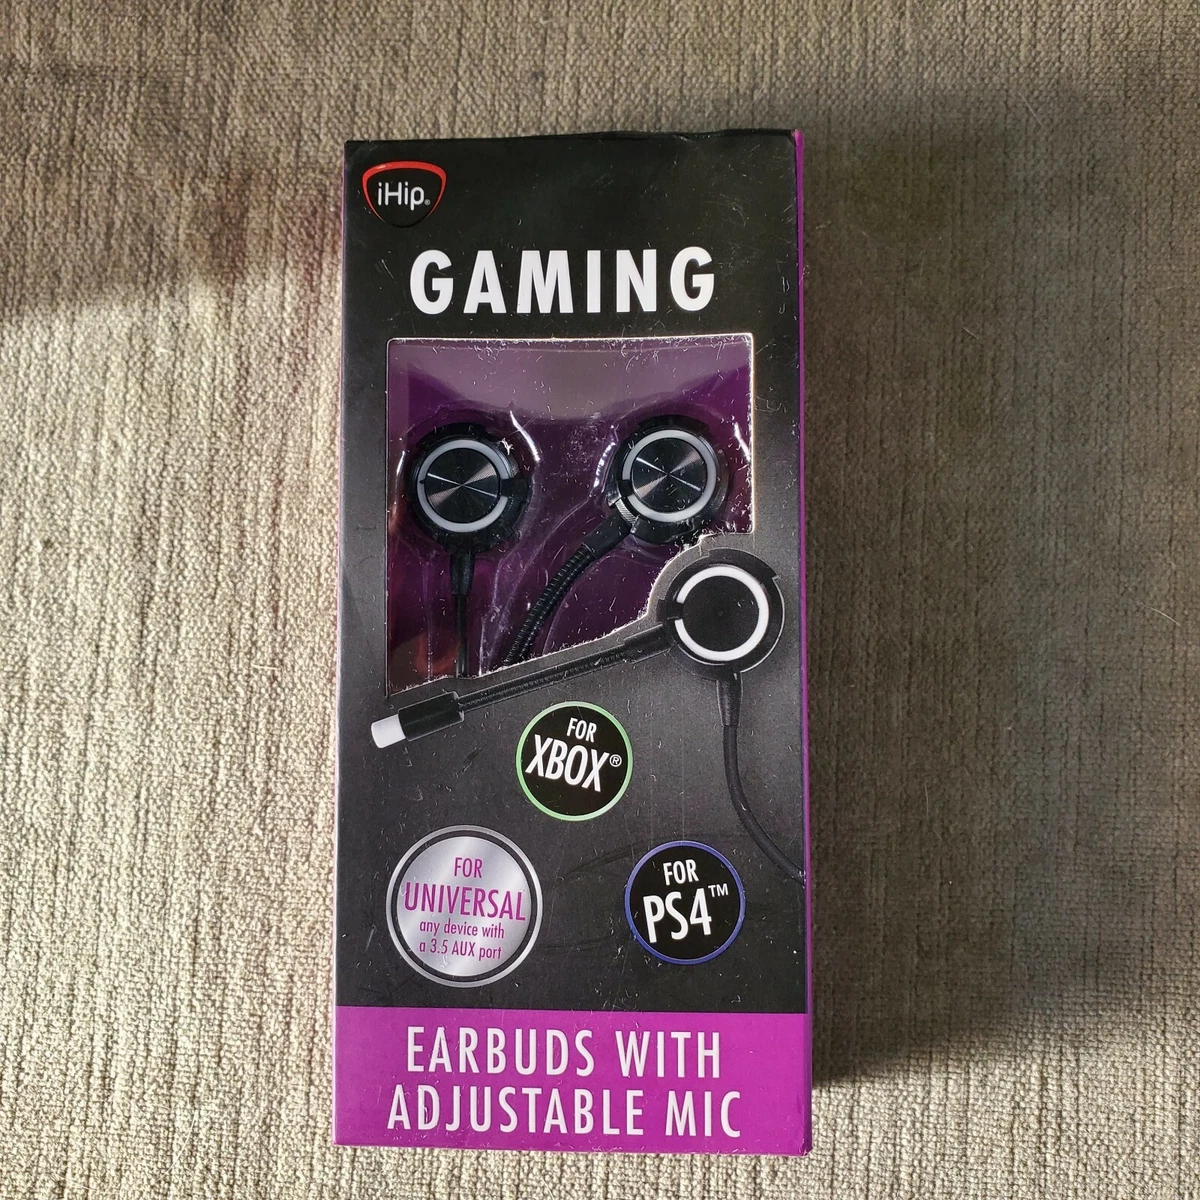 iHip®
GAMING
FOR
XBOX®
FOR
UNIVERSAL
any device with
a 3.5 AUX port
FOR
PS4™
EARBUDS WITH
ADJUSTABLE MIC